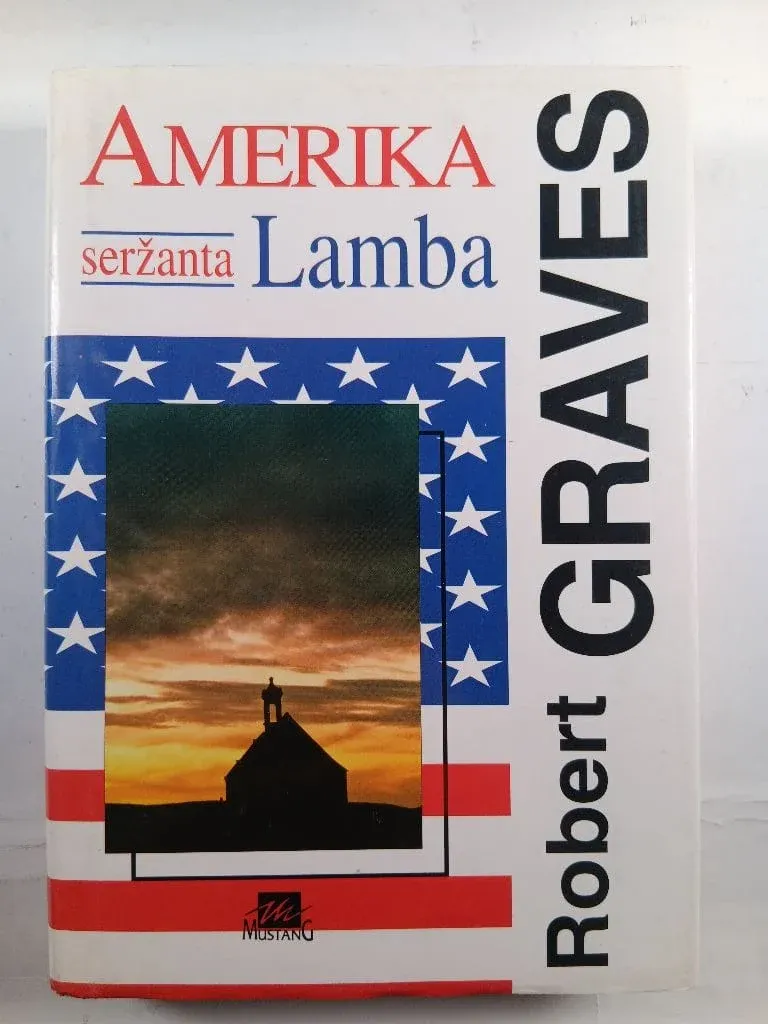 AMERIKA
seržanta Lamba
Robert GRAVES
MUSTANG